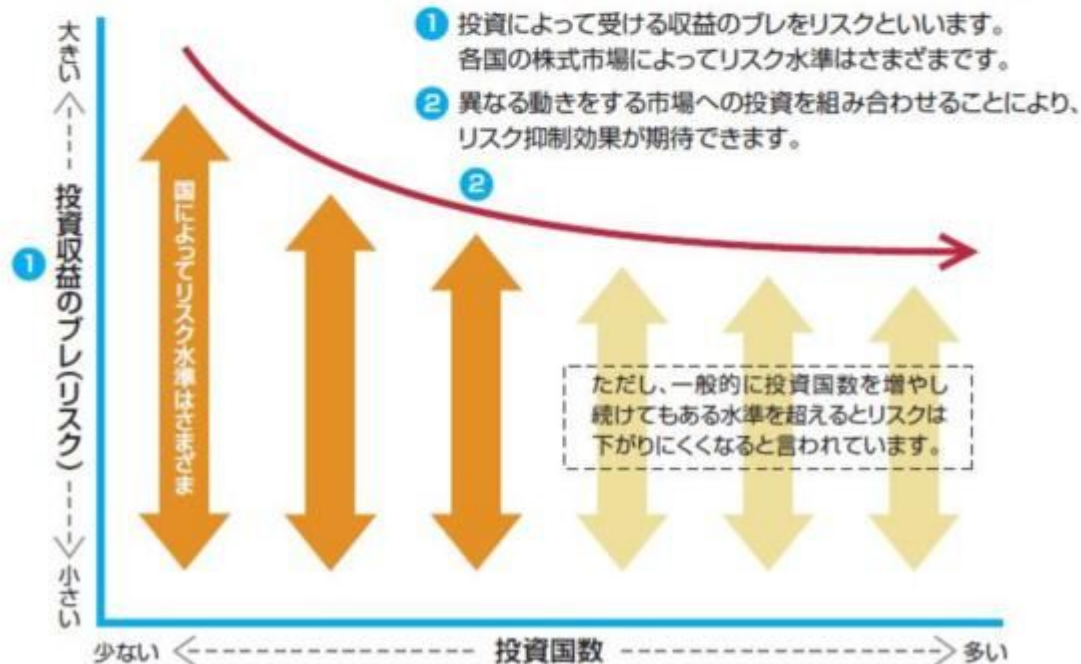 ❶ 投資によって受ける収益のブレをリスクといいます。
各国の株式市場によってリスク水準はさまざまです。
❷ 異なる動きをする市場への投資を組み合わせることにより、
リスク抑制効果が期待できます。
大きい
❶ 投資収益のブレ(リスク)
小さい
国によってリスク水準はさまざま
❷
ただし、一般的に投資国数を増やし
続けてもある水準を超えるとリスクは
下がりにくくなると言われています。
少ない 投資国数 多い